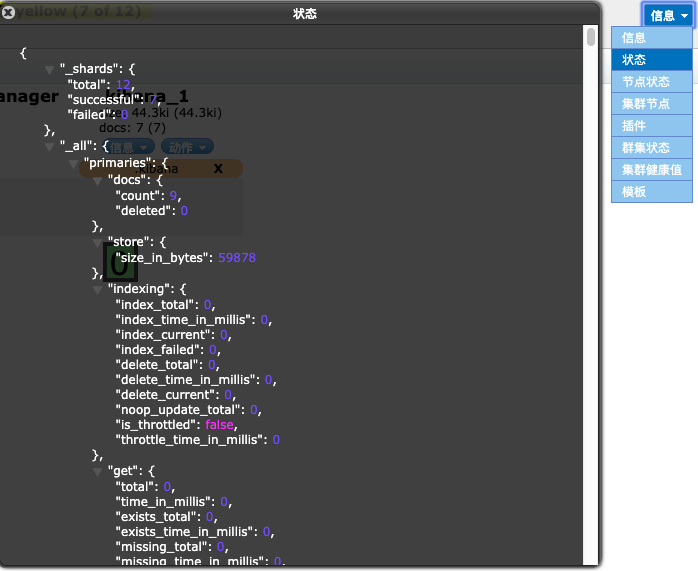 yellow (7 of 12)
状态
信息
信息
状态
节点状态
集群节点
插件
群集状态
集群健康值
模板
{
"_shards": {
"total": 12,
"successful": 7,
"failed": 0
},
anager
kibana_1
size: 44.3ki (44.3ki)
docs: 7 (7)
信息
动作
.kibana X
0
"_all": {
"primaries": {
"docs": {
"count": 9,
"deleted": 0
},
"store": {
"size_in_bytes": 59878
},
"indexing": {
"index_total": 0,
"index_time_in_millis": 0,
"index_current": 0,
"index_failed": 0,
"delete_total": 0,
"delete_time_in_millis": 0,
"delete_current": 0,
"noop_update_total": 0,
"is_throttled": false,
"throttle_time_in_millis": 0
},
"get": {
"total": 0,
"time_in_millis": 0,
"exists_total": 0,
"exists_time_in_millis": 0,
"missing_total": 0,
"missing_time_in_millis": 0,